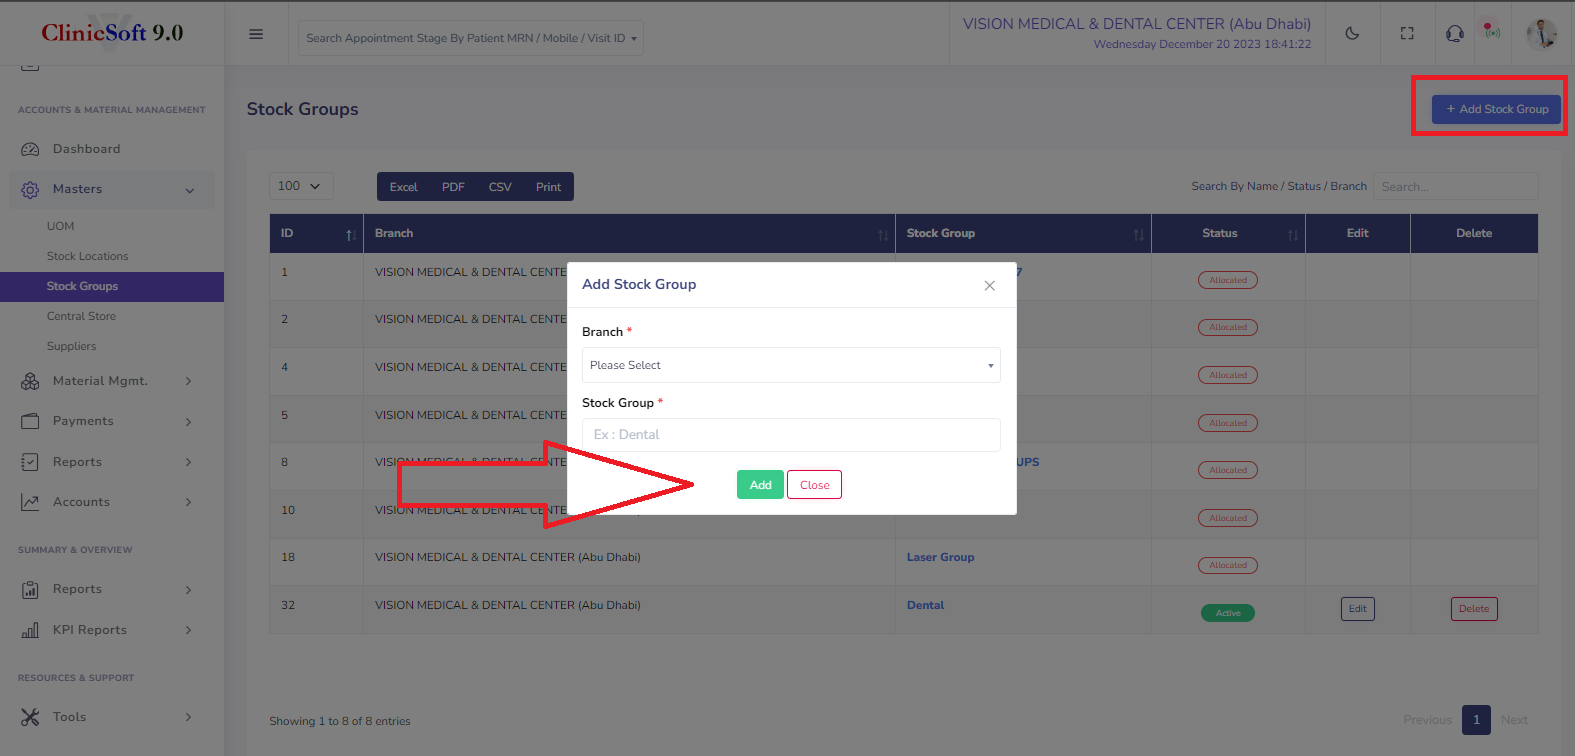 ClinicSoft 9.0
Search Appointment Stage By Patient MRN / Mobile / Visit ID
VISION MEDICAL & DENTAL CENTER (Abu Dhabi)
Wednesday December 20 2023 18:41:22
ACCOUNTS & MATERIAL MANAGEMENT
Dashboard
Masters
UOM
Stock Locations
Stock Groups
Central Store
Suppliers
Material Mgmt.
Payments
Reports
Accounts
SUMMARY & OVERVIEW
Reports
KPI Reports
RESOURCES & SUPPORT
Tools
Stock Groups
+ Add Stock Group
100
Excel PDF CSV Print
Search By Name / Status / Branch Search...
ID Branch Stock Group Status Edit Delete
1 VISION MEDICAL & DENTAL CENTE 7 Allocated
2 VISION MEDICAL & DENTAL CENTE Allocated
4 VISION MEDICAL & DENTAL CENTE Allocated
5 VISION MEDICAL & DENTAL CENTE Allocated
8 VISION MEDICAL & DENTAL CENTE UPS Allocated
10 VISION MEDICAL & DENTAL CENTER Allocated
18 VISION MEDICAL & DENTAL CENTER (Abu Dhabi) Laser Group Allocated
32 VISION MEDICAL & DENTAL CENTER (Abu Dhabi) Dental Active Edit Delete
Add Stock Group
Branch *
Please Select
Stock Group *
Ex : Dental
Add Close
Showing 1 to 8 of 8 entries
Previous 1 Next